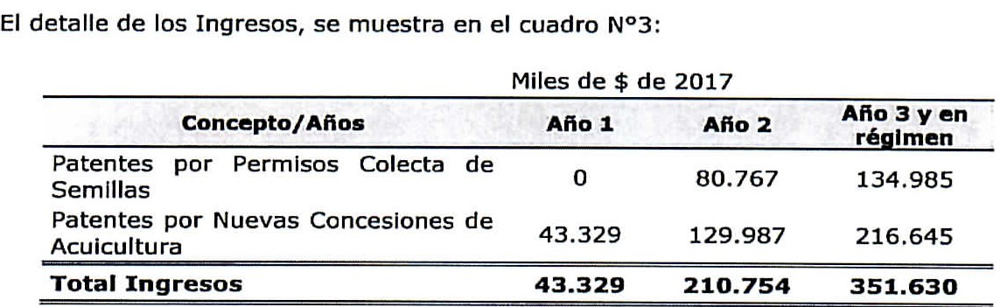 El detalle de los Ingresos, se muestra en el cuadro N°3:
Miles de $ de 2017
Concepto/Años Año 1 Año 2 Año 3 y en régimen
Patentes por Permisos Colecta de
Semillas 0 80.767 134.985
Patentes por Nuevas Concesiones de
Acuicultura 43.329 129.987 216.645
Total Ingresos 43.329 210.754 351.630